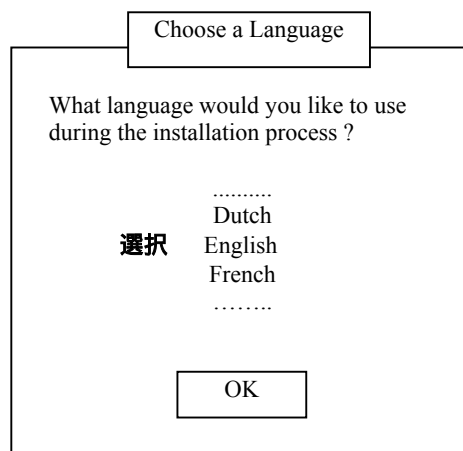 Choose a Language
What language would you like to use
during the installation process ?
..........
Dutch
選択 English
French
……..
OK